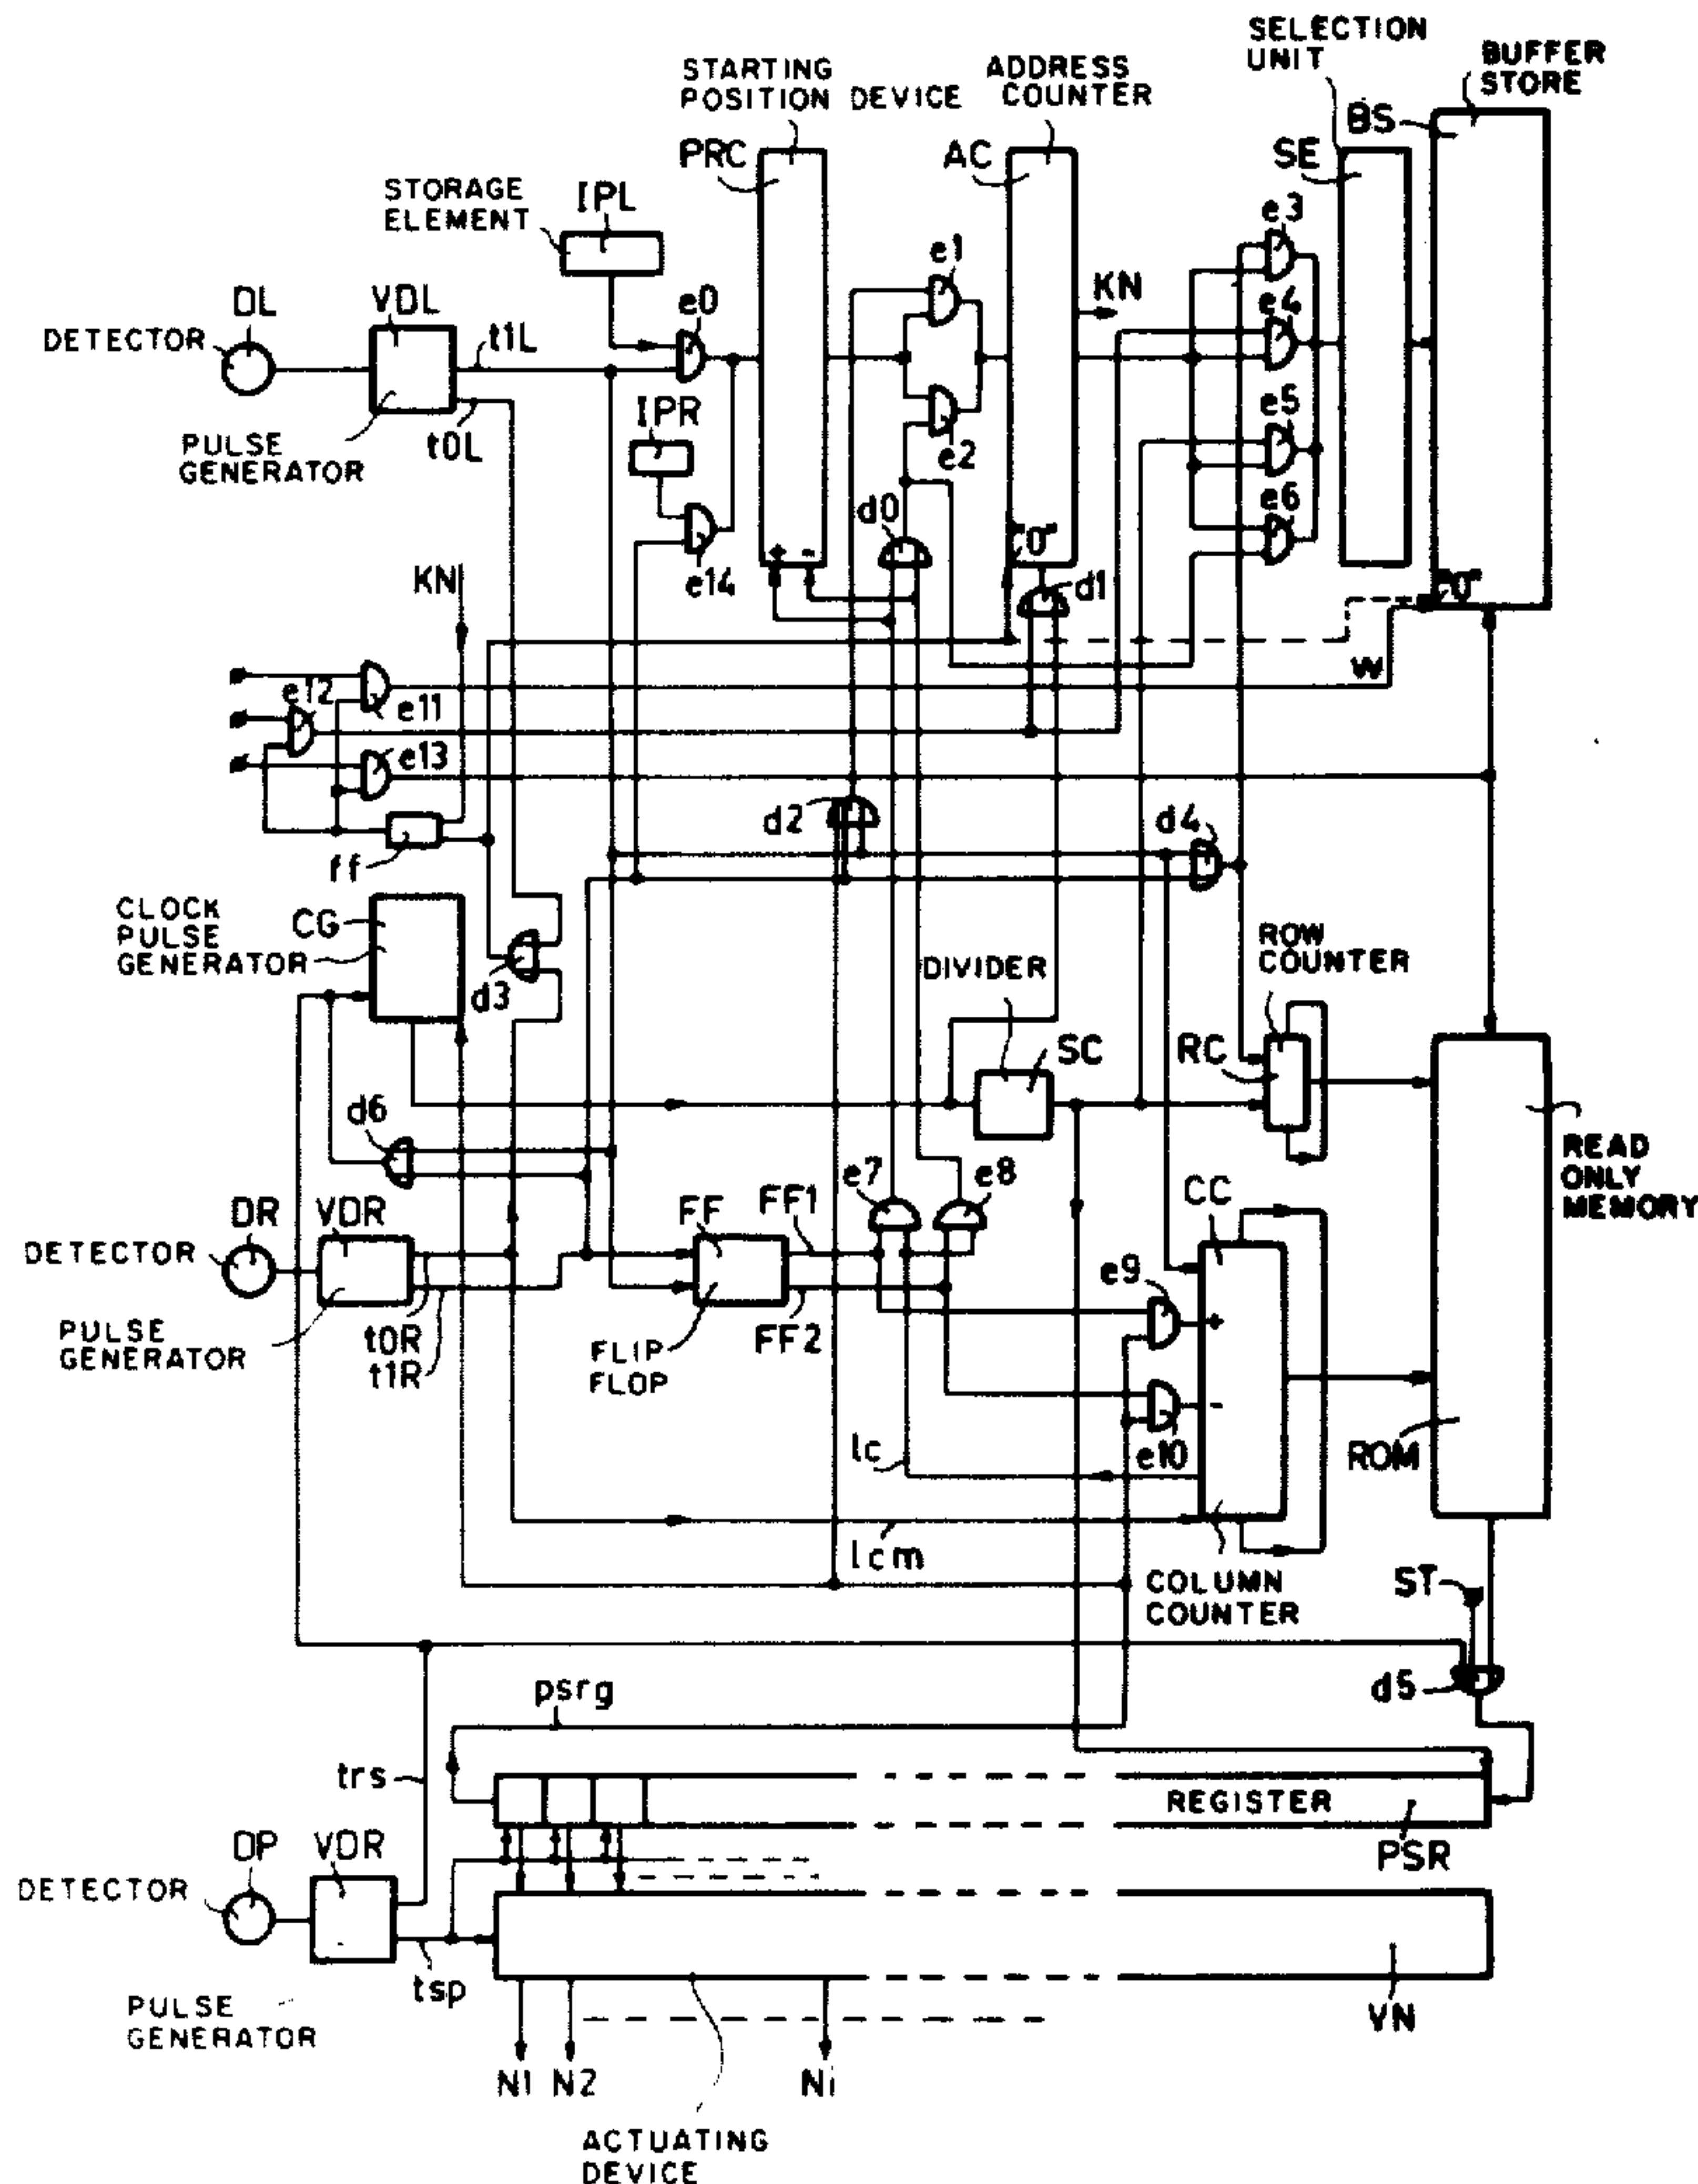 SELECTION
UNIT
BUFFER
STORE
STARTING
POSITION DEVICE
ADDRESS
COUNTER
BS
PRC
AC
SE
STORAGE
ELEMENT
IPL
e3
e1
KN
DL
VDL
e0
e4
DETECTOR
t1L
IPR
e5
t0L
PULSE
GENERATOR
e2
d0
e6
"0"
+ -
e14
d1
"0"
KN
W
e12
e11
e13
d2
d4
ff
CLOCK
PULSE
GENERATOR
CG
ROW
COUNTER
DIVIDER
d3
SC
RC
d6
READ
ONLY
MEMORY
e7
e8
CC
DR
VDR
FF
FF1
DETECTOR
e9
+
PULSE
GENERATOR
t0R
t1R
FLIP
FLOP
FF2
-
lc
e10
ROM
lcm
COLUMN
COUNTER
ST
d5
psrg
trs
REGISTER
PSR
DP
VDR
DETECTOR
tsp
PULSE
GENERATOR
VN
N1 N2 Ni
ACTUATING
DEVICE